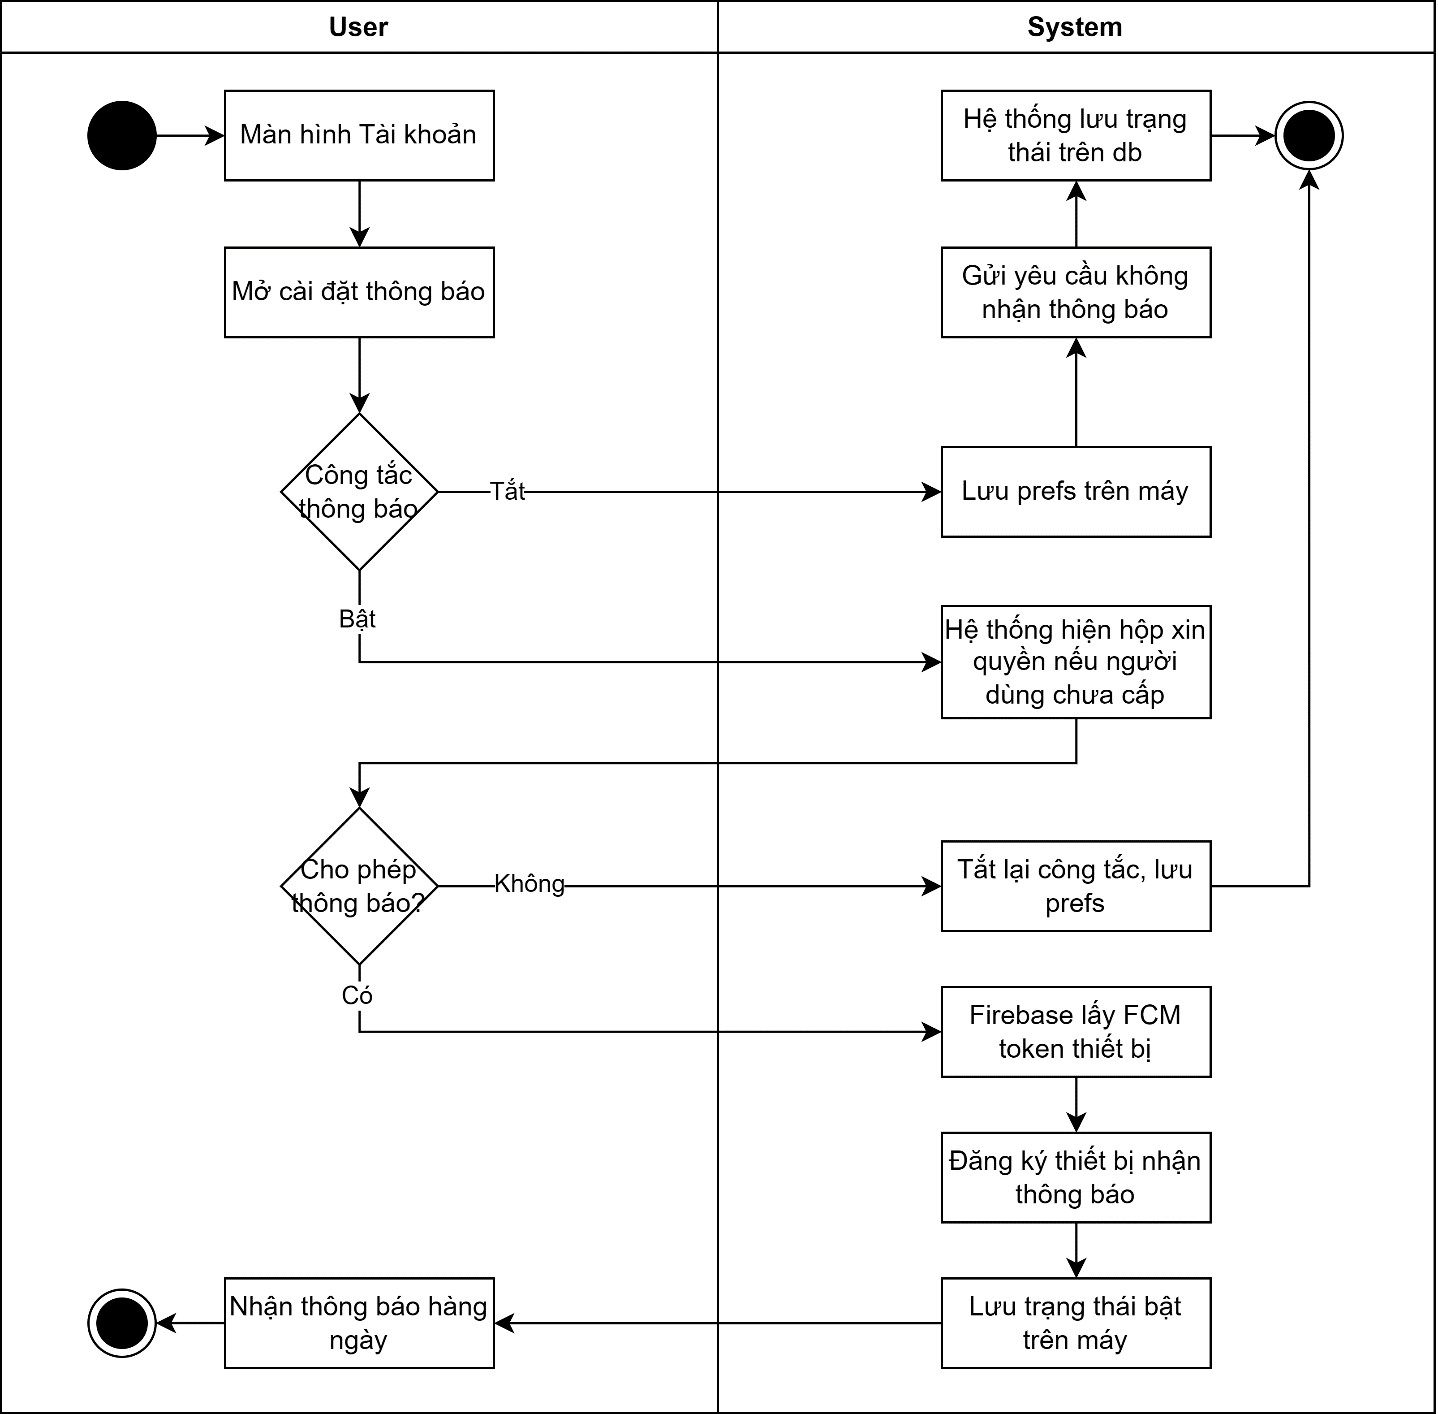 User
System
Màn hình Tài khoản
Hệ thống lưu trạng
thái trên db
Mở cài đặt thông báo
Gửi yêu cầu không
nhận thông báo
Công tắc
thông báo
Tắt
Lưu prefs trên máy
Bật
Hệ thống hiện hộp xin
quyền nếu người
dùng chưa cấp
Cho phép
thông báo?
Không
Tắt lại công tắc, lưu
prefs
Có
Firebase lấy FCM
token thiết bị
Đăng ký thiết bị nhận
thông báo
Nhận thông báo hàng
ngày
Lưu trạng thái bật
trên máy